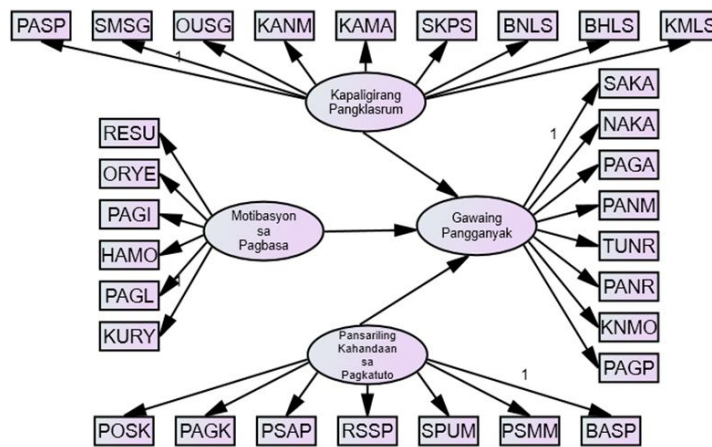 PASP SMSG OUSG KANM KAMA SKPS BNLS BHLS KMLS
1
Kapaligirang
Pangklasrum
SAKA
1
NAKA
PAGA
PANM
TUNR
PANR
KNMO
PAGP
RESU
ORYE
PAGI
HAMO
PAGL
KURY
1
Motibasyon
sa
Pagbasa
Gawaing
Pangganyak
Pansariling
Kahandaan
sa
Pagkatuto
1
POSK PAGK PSAP RSSP SPUM PSMM BASP